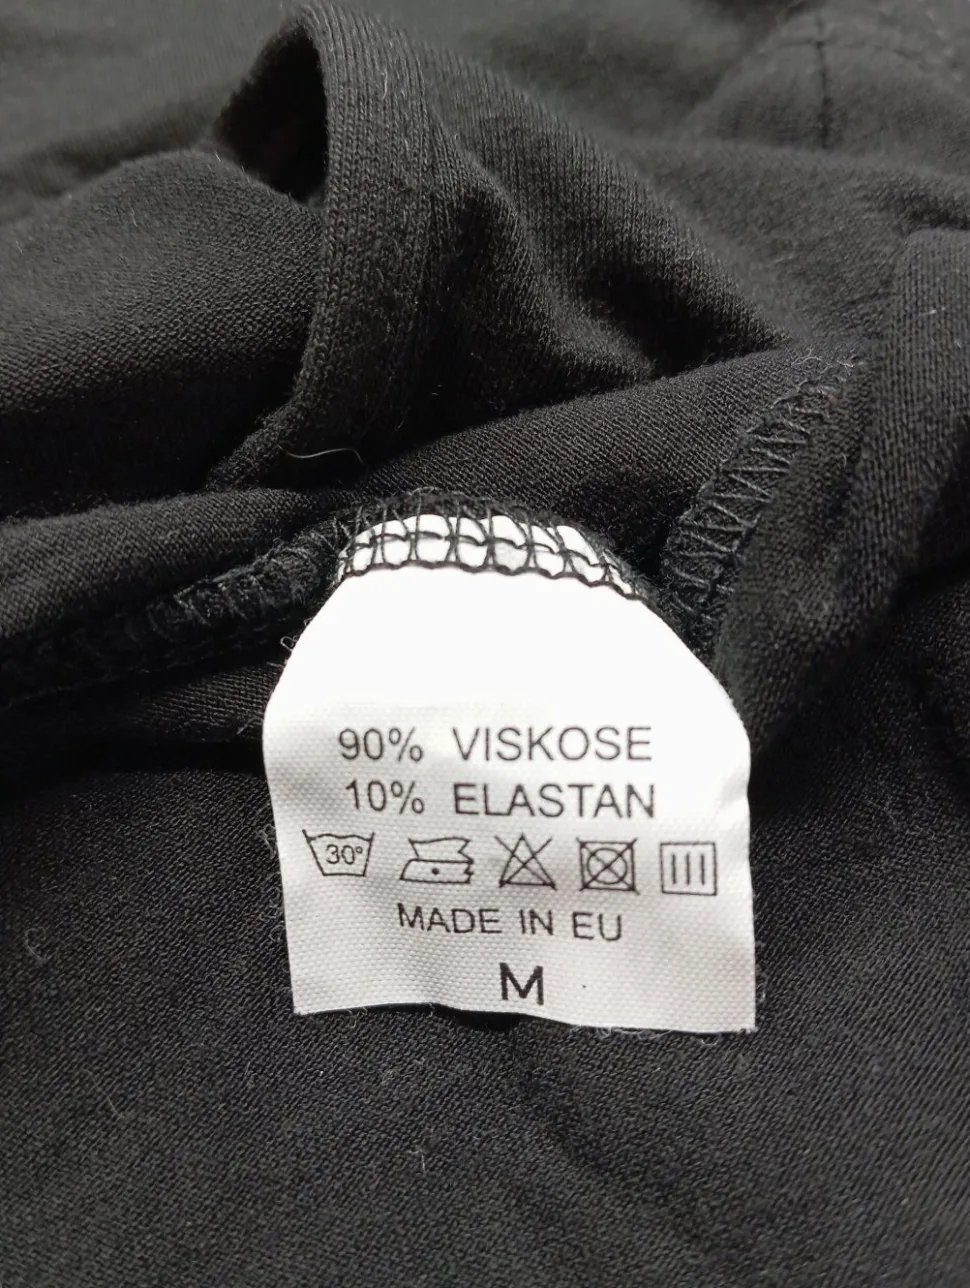 90% VISKOSE
10% ELASTAN
30°
MADE IN EU
M